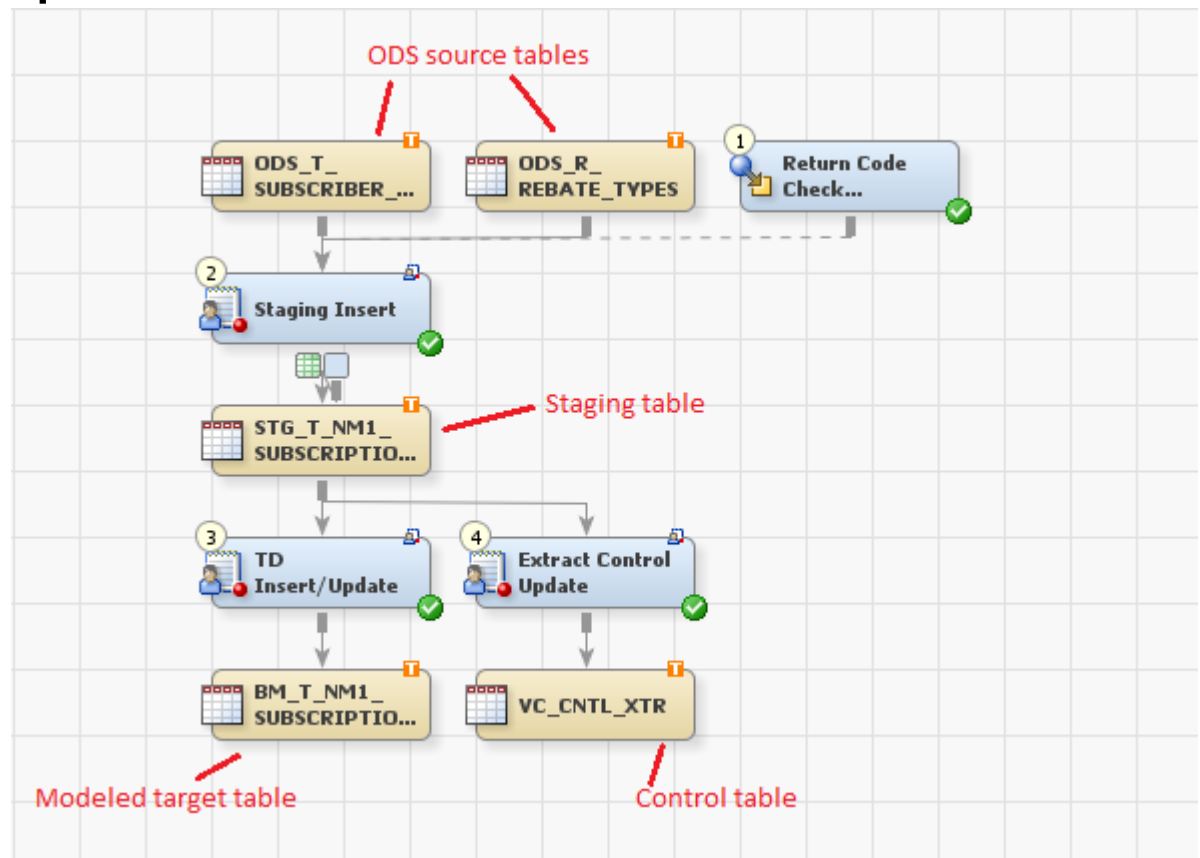 ODS source tables
1
ODS_T_
SUBSCRIBER_...
ODS_R_
REBATE_TYPES
Return Code
Check...
2
Staging Insert
STG_T_NM1_
SUBSCRIPTIO...
Staging table
3
TD
Insert/Update
4
Extract Control
Update
BM_T_NM1_
SUBSCRIPTIO...
VC_CNTL_XTR
Modeled target table
Control table